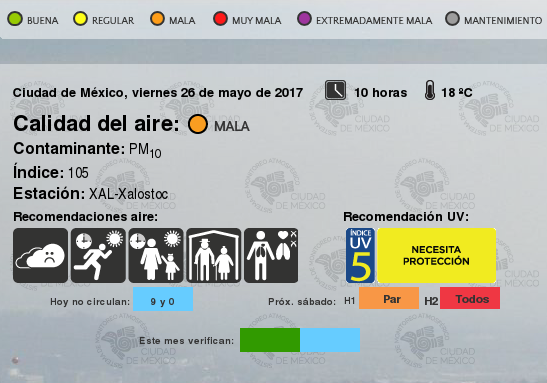 BUENA REGULAR MALA MUY MALA EXTREMADAMENTE MALA MANTENIMIENTO
Ciudad de México, viernes 26 de mayo de 2017 10 horas 18 ºC
Calidad del aire: MALA
Contaminante: PM10
Índice: 105
Estación: XAL-Xalostoc
Recomendaciones aire: Recomendación UV:
ÍNDICE
UV
5
NECESITA
PROTECCIÓN
Hoy no circulan: 9 y 0 Próx. sábado: H1 Par H2 Todos
Este mes verifican: